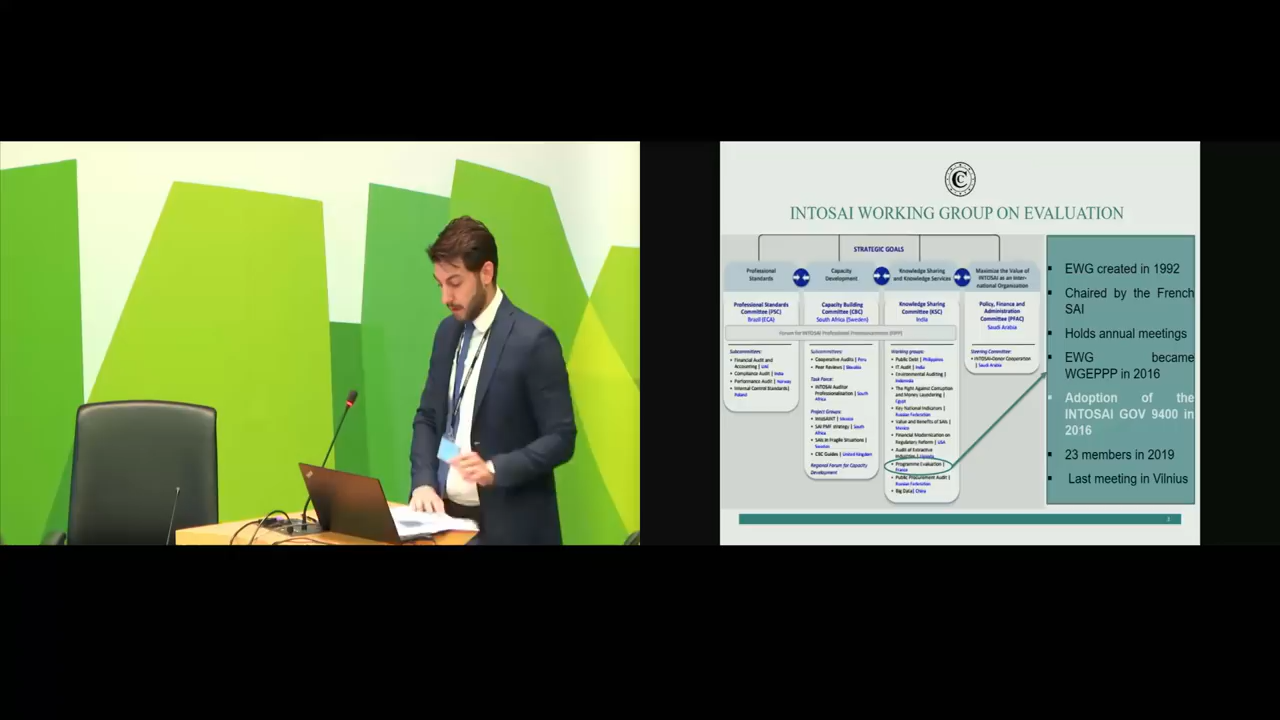 C
INTOSAI WORKING GROUP ON EVALUATION
STRATEGIC GOALS
Professional
Standards
Capacity
Development
Knowledge Sharing
and Knowledge Services
Maximize the Value of
INTOSAI as an Inter-
national Organization
Professional Standards
Committee (PSC)
Brazil (ECA)
Capacity Building
Committee (CBC)
South Africa (Sweden)
Knowledge Sharing
Committee (KSC)
India
Policy, Finance and
Administration
Committee (PFAC)
Saudi Arabia
Forum for INTOSAI Professional Pronouncements (FIPP)
Subcommittees:
• Financial Audit and
Accounting | UAE
• Compliance Audit | India
• Performance Audit | Norway
• Internal Control Standards |
Poland
Subcommittees:
• Cooperative Audits | Peru
• Peer Reviews | Slovakia
Task Force:
• INTOSAI Auditor
Professionalisation | South
Africa
Project Groups:
• IntoSAINT | Mexico
• SAI PMF strategy | South
Africa
• SAIs in Fragile Situations |
Sweden
• CBC Guides | United Kingdom
Regional Forum for Capacity
Development
Working groups:
• Public Debt | Philippines
• IT Audit | India
• Environmental Auditing |
Indonesia
• The Fight Against Corruption
and Money Laundering |
Egypt
• Key National Indicators |
Russian Federation
• Value and Benefits of SAIs |
Mexico
• Financial Modernization an
Regulatory Reform | USA
• Audit of Extractive
Industries | Uganda
• Programme Evaluation |
France
• Public Procurement Audit |
Russian Federation
• Big Data | China
Steering Committee:
• INTOSAI-Donor Cooperation
| Saudi Arabia
▪ EWG created in 1992
▪ Chaired by the French
SAI
▪ Holds annual meetings
▪ EWG became
WGEPPP in 2016
▪ Adoption of the
INTOSAI GOV 9400 in
2016
▪ 23 members in 2019
▪ Last meeting in Vilnius